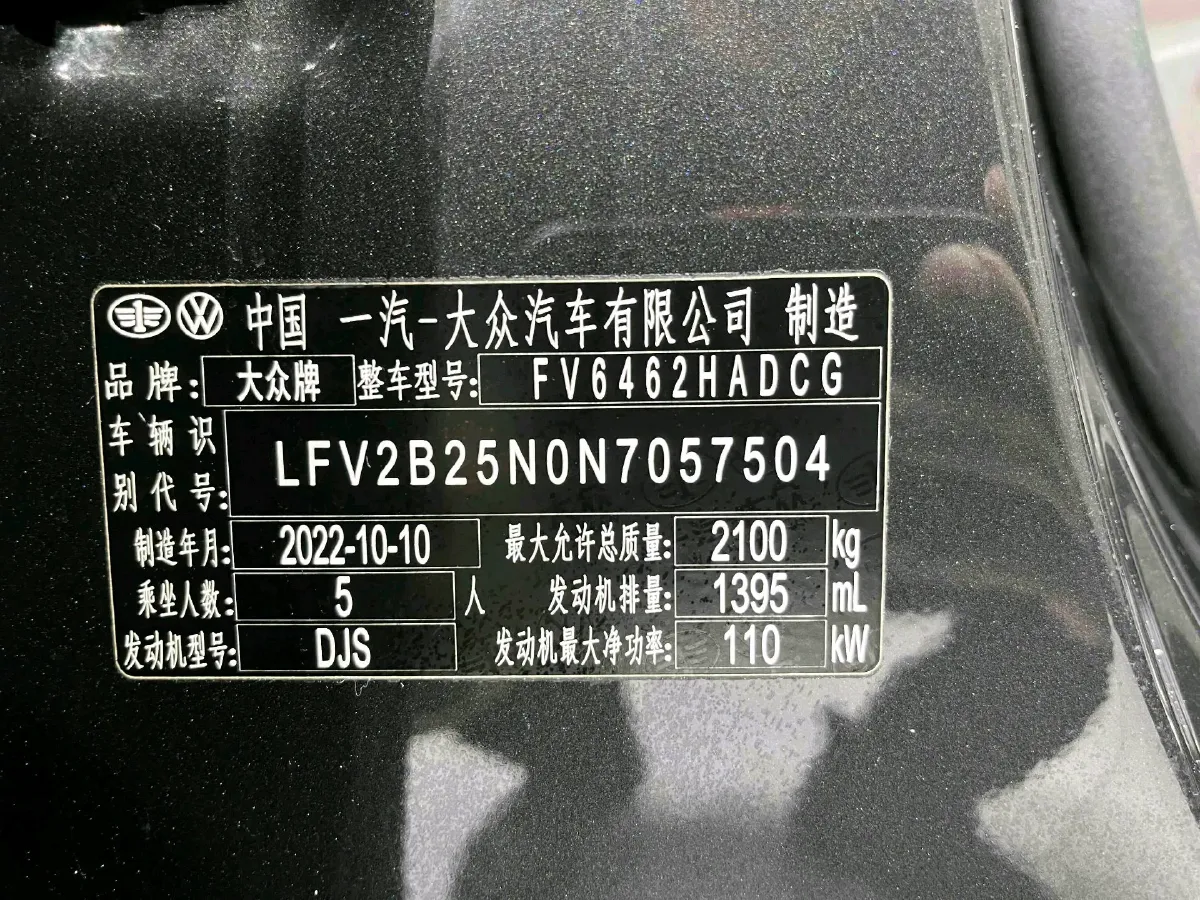 中国 一汽-大众汽车有限公司 制造
品牌: 大众牌 整车型号: FV6462HADCG
车辆识别代号: LFV2B25N0N7057504
制造年月: 2022-10-10 最大允许总质量: 2100 kg
乘坐人数: 5 人 发动机排量: 1395 mL
发动机型号: DJS 发动机最大净功率: 110 kW